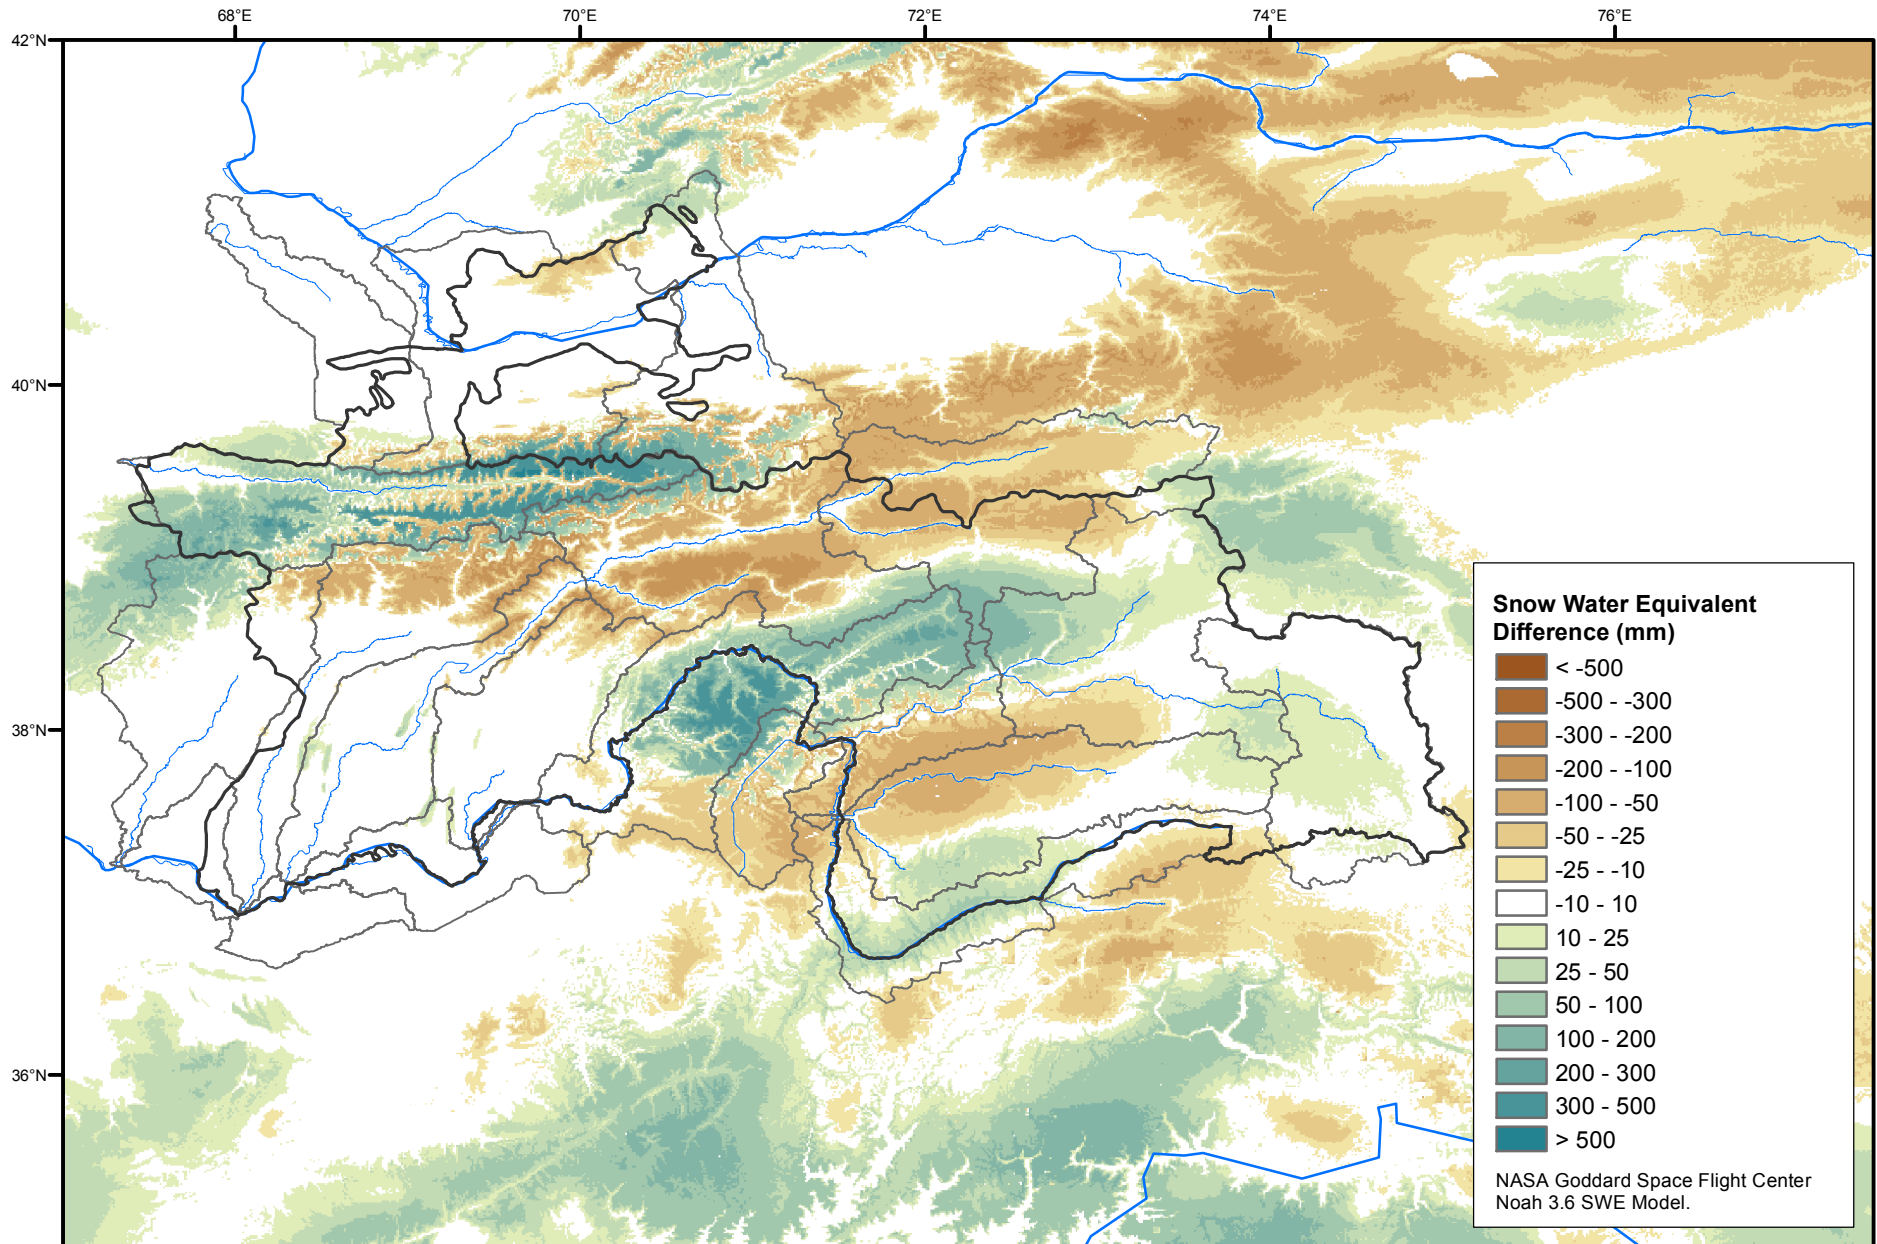 68°E 70°E 72°E 74°E 76°E
42°N
40°N
38°N
36°N
Snow Water Equivalent
Difference (mm)
< -500
-500 - -300
-300 - -200
-200 - -100
-100 - -50
-50 - -25
-25 - -10
-10 - 10
10 - 25
25 - 50
50 - 100
100 - 200
200 - 300
300 - 500
> 500
NASA Goddard Space Flight Center
Noah 3.6 SWE Model.